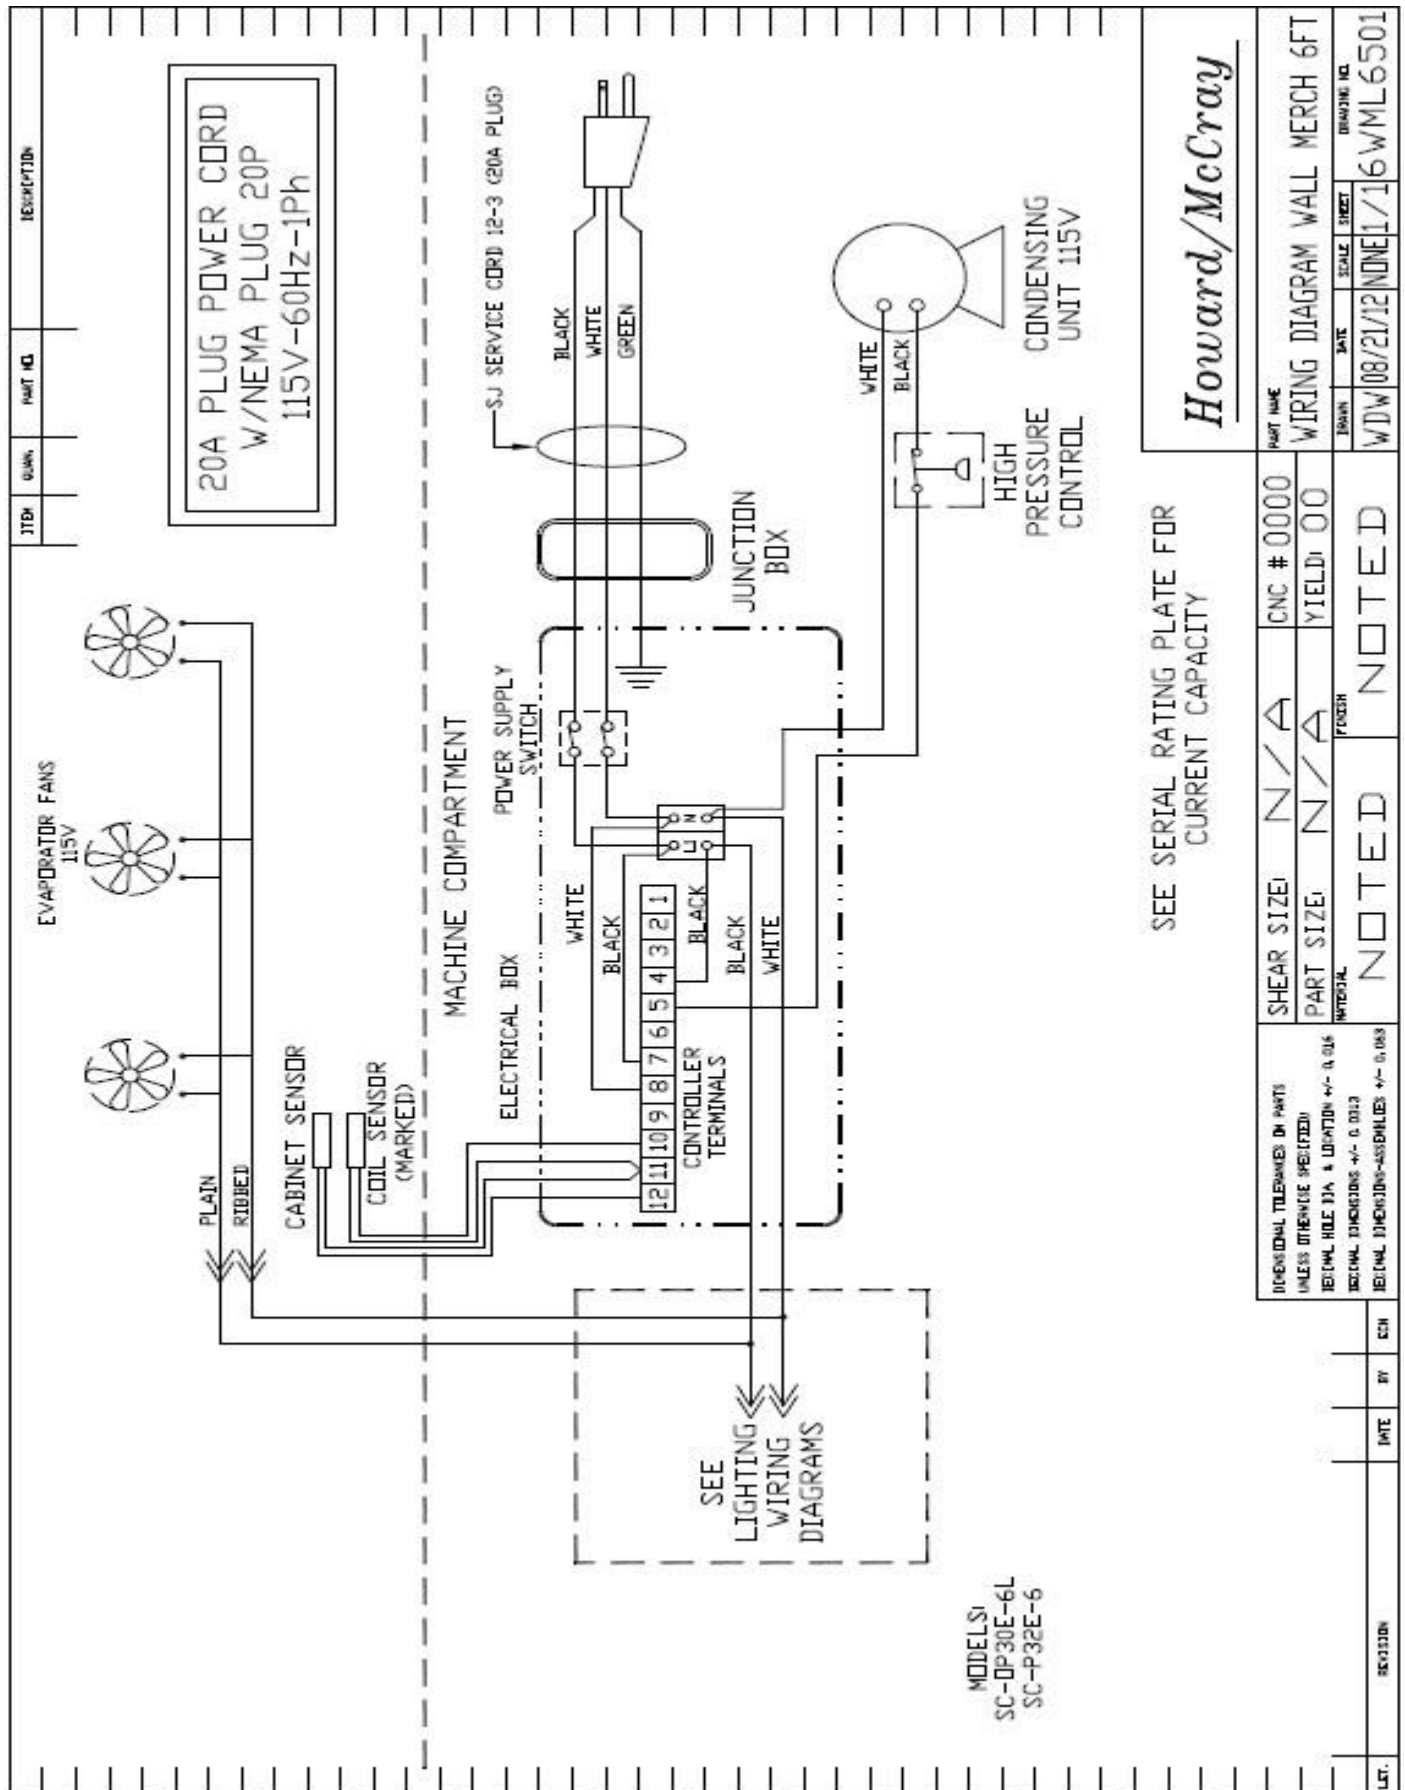 ITEM
QUAN.
PART NO.
DESCRIPTION
20A PLUG POWER CORD
W/NEMA PLUG 20P
115V-60Hz-1Ph
EVAPORATOR FANS
115V
PLAIN
RIBBED
CABINET SENSOR
COIL SENSOR
(MARKED)
MACHINE COMPARTMENT
SJ SERVICE CORD 12-3 (20A PLUG)
POWER SUPPLY
SWITCH
ELECTRICAL BOX
BLACK
WHITE
GREEN
JUNCTION
BOX
WHITE
BLACK
BLACK
BLACK
WHITE
L1
N
12 11 10 9 8 7 6 5 4 3 2 1
CONTROLLER
TERMINALS
WHITE
BLACK
HIGH
PRESSURE
CONTROL
CONDENSING
UNIT 115V
SEE
LIGHTING
WIRING
DIAGRAMS
MODELS:
SC-OP30E-6L
SC-P32E-6
SEE SERIAL RATING PLATE FOR
CURRENT CAPACITY
Howard/McCray
PART NAME
WIRING DIAGRAM WALL MERCH 6FT
DRAWN
DATE
SCALE
SHEET
DRAWING NO.
WDW
08/21/12
NONE
1/1
6WML6501
SHEAR SIZE: N/A
CNC # 0000
PART SIZE: N/A
YIELD: 00
MATERIAL
NOTED
FINISH
NOTED
DIMENSIONAL TOLERANCES ON PARTS
UNLESS OTHERWISE SPECIFIED:
DECIMAL HOLE DIA. & LOCATION +/- 0.016
DECIMAL DIMENSIONS +/- 0.0313
DECIMAL DIMENSIONS-ASSEMBLIES +/- 0.063
REVISION
DATE
BY
ECN